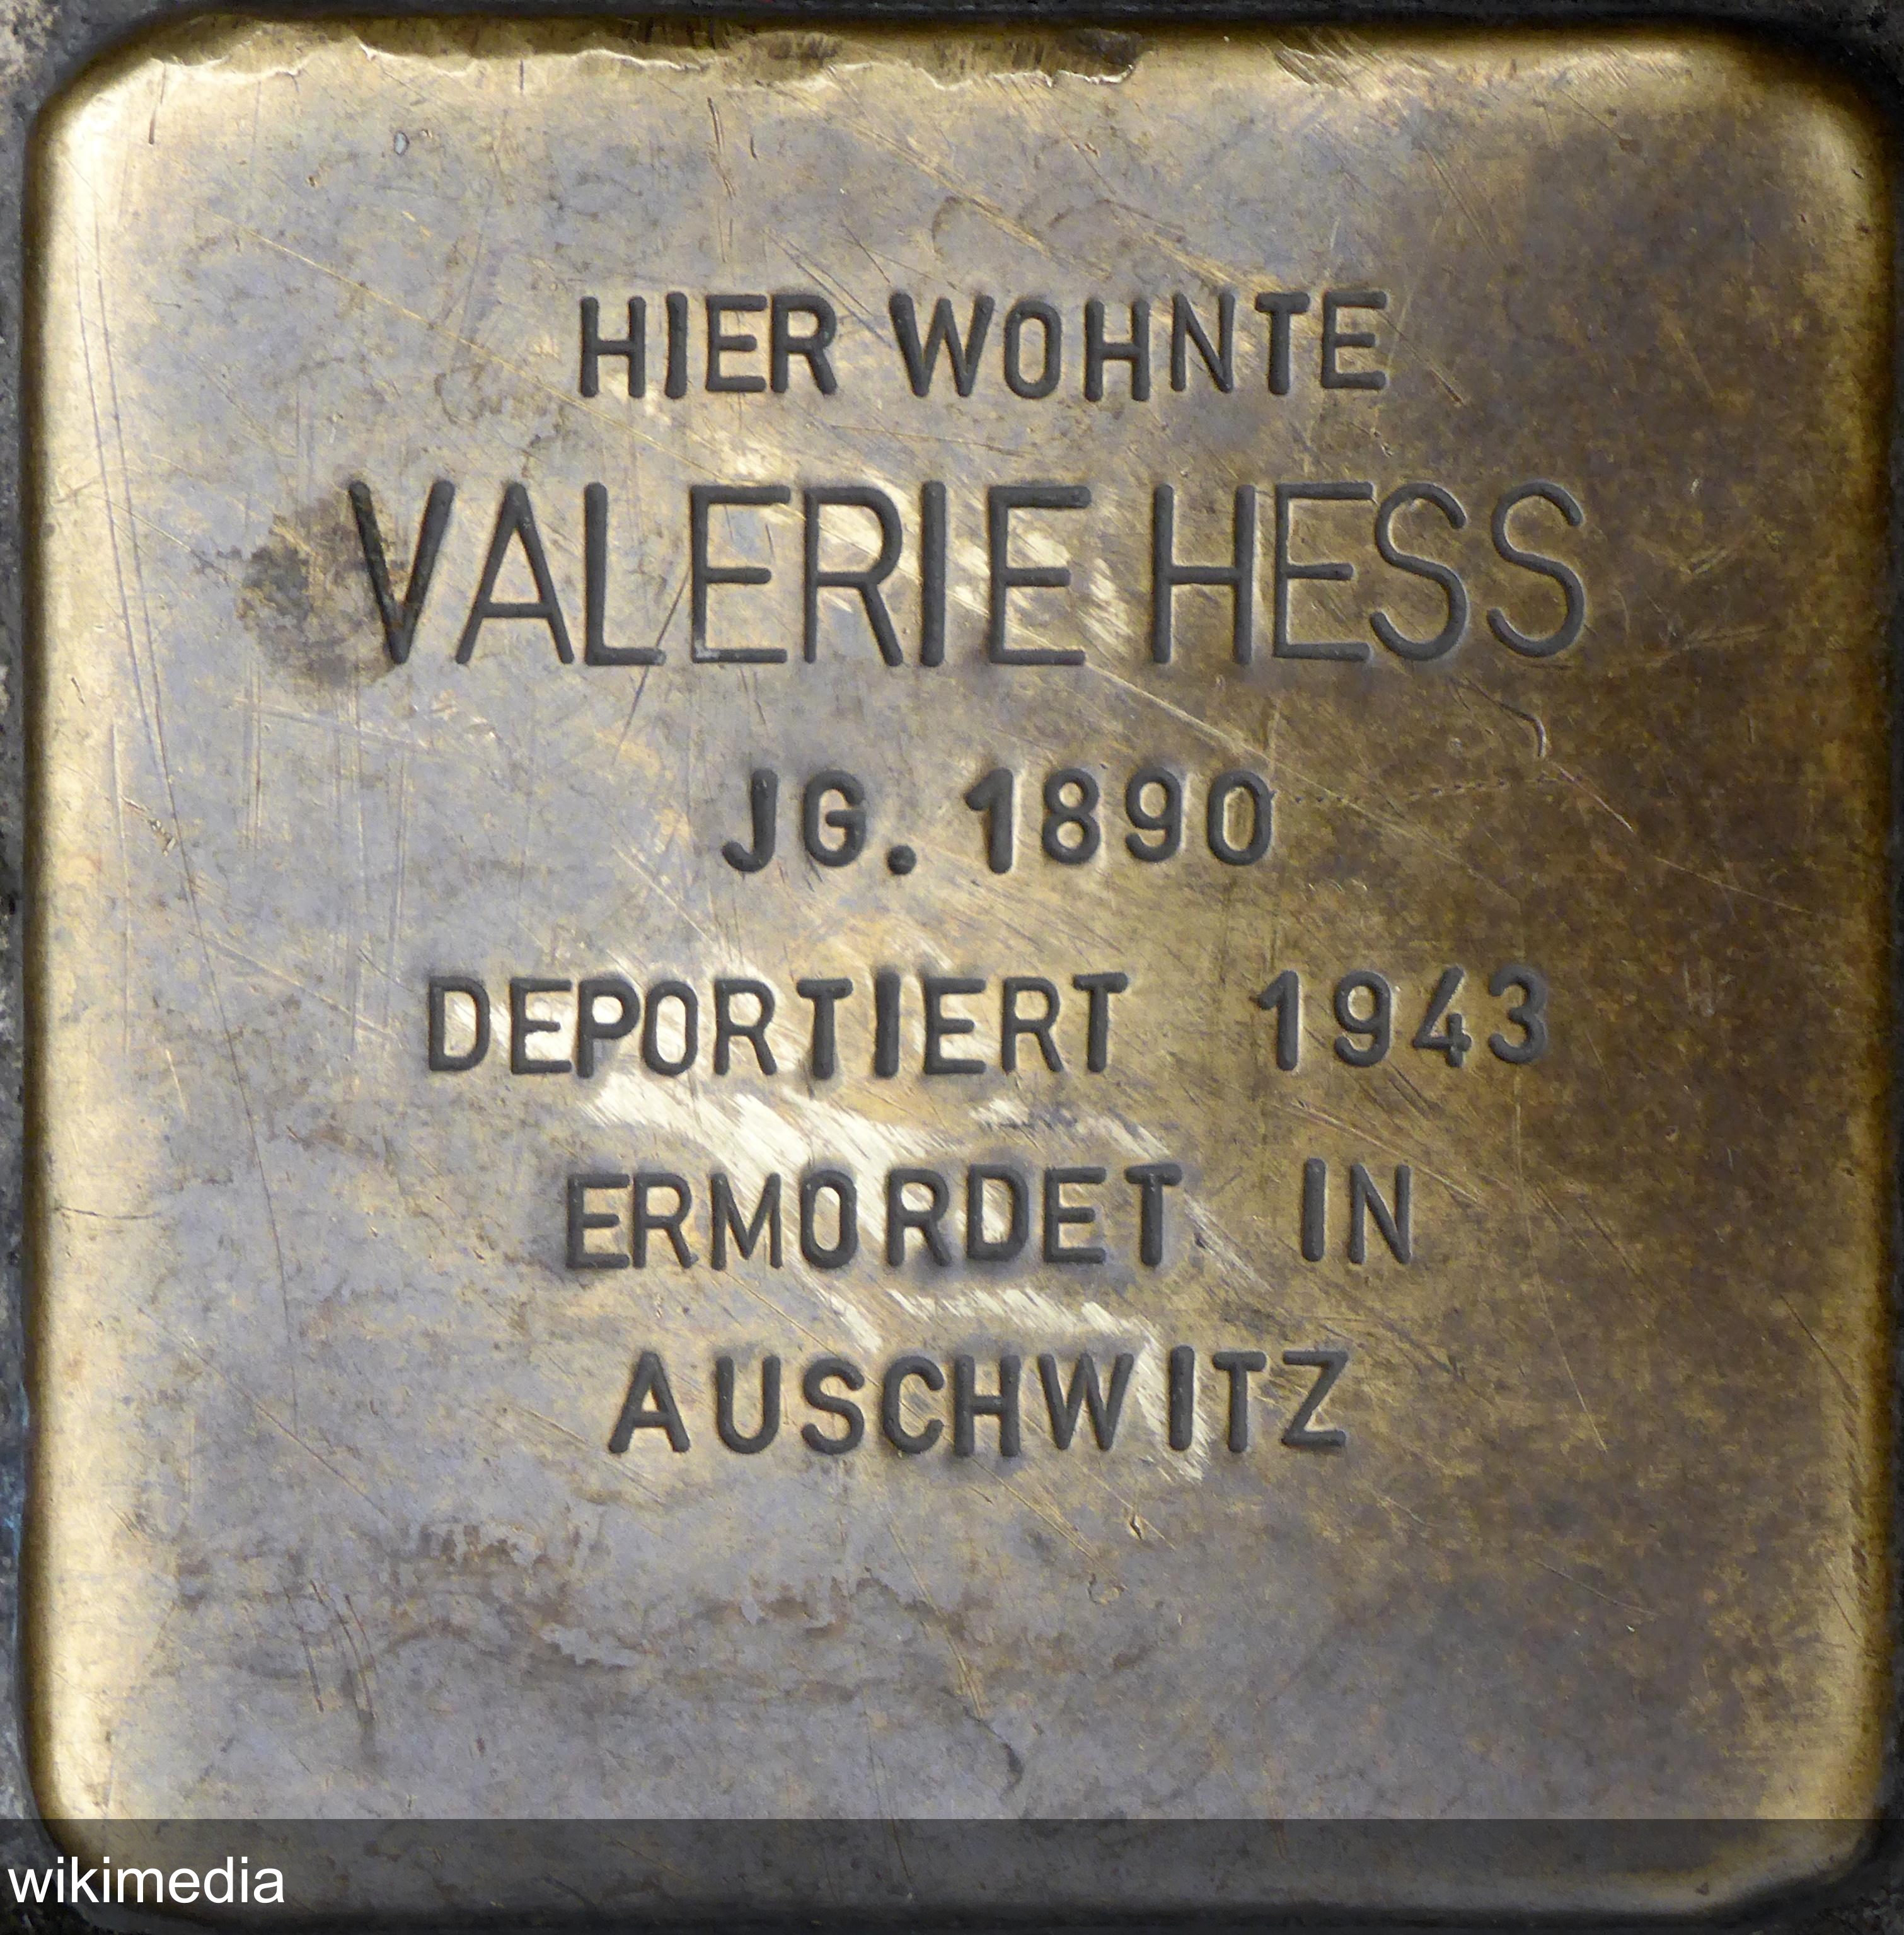 HIER WOHNTE
VALERIE HESS
JG. 1890
DEPORTIERT 1943
ERMORDET IN
AUSCHWITZ
wikimedia